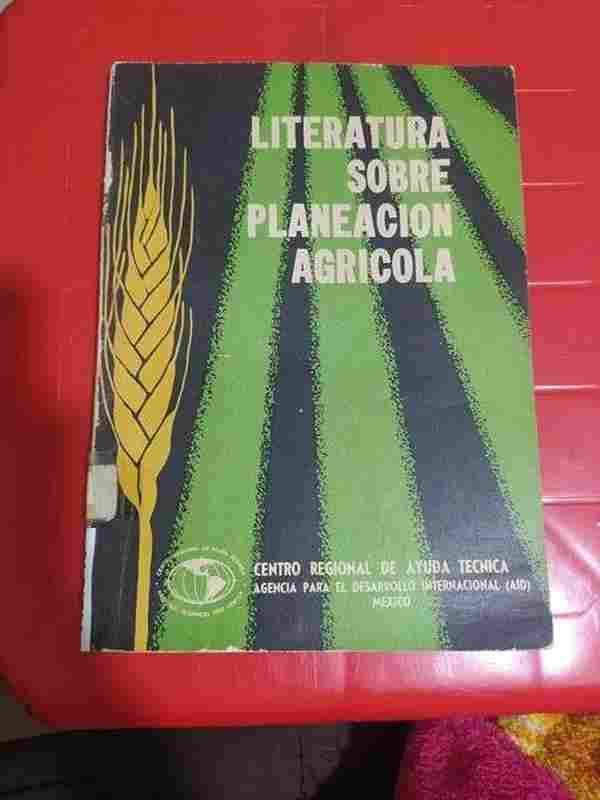 LITERATURA
SOBRE
PLANEACION
AGRICOLA
CENTRO REGIONAL DE AYUDA TECNICA
AGENCIA PARA EL DESARROLLO INTERNACIONAL (AID)
MEXICO